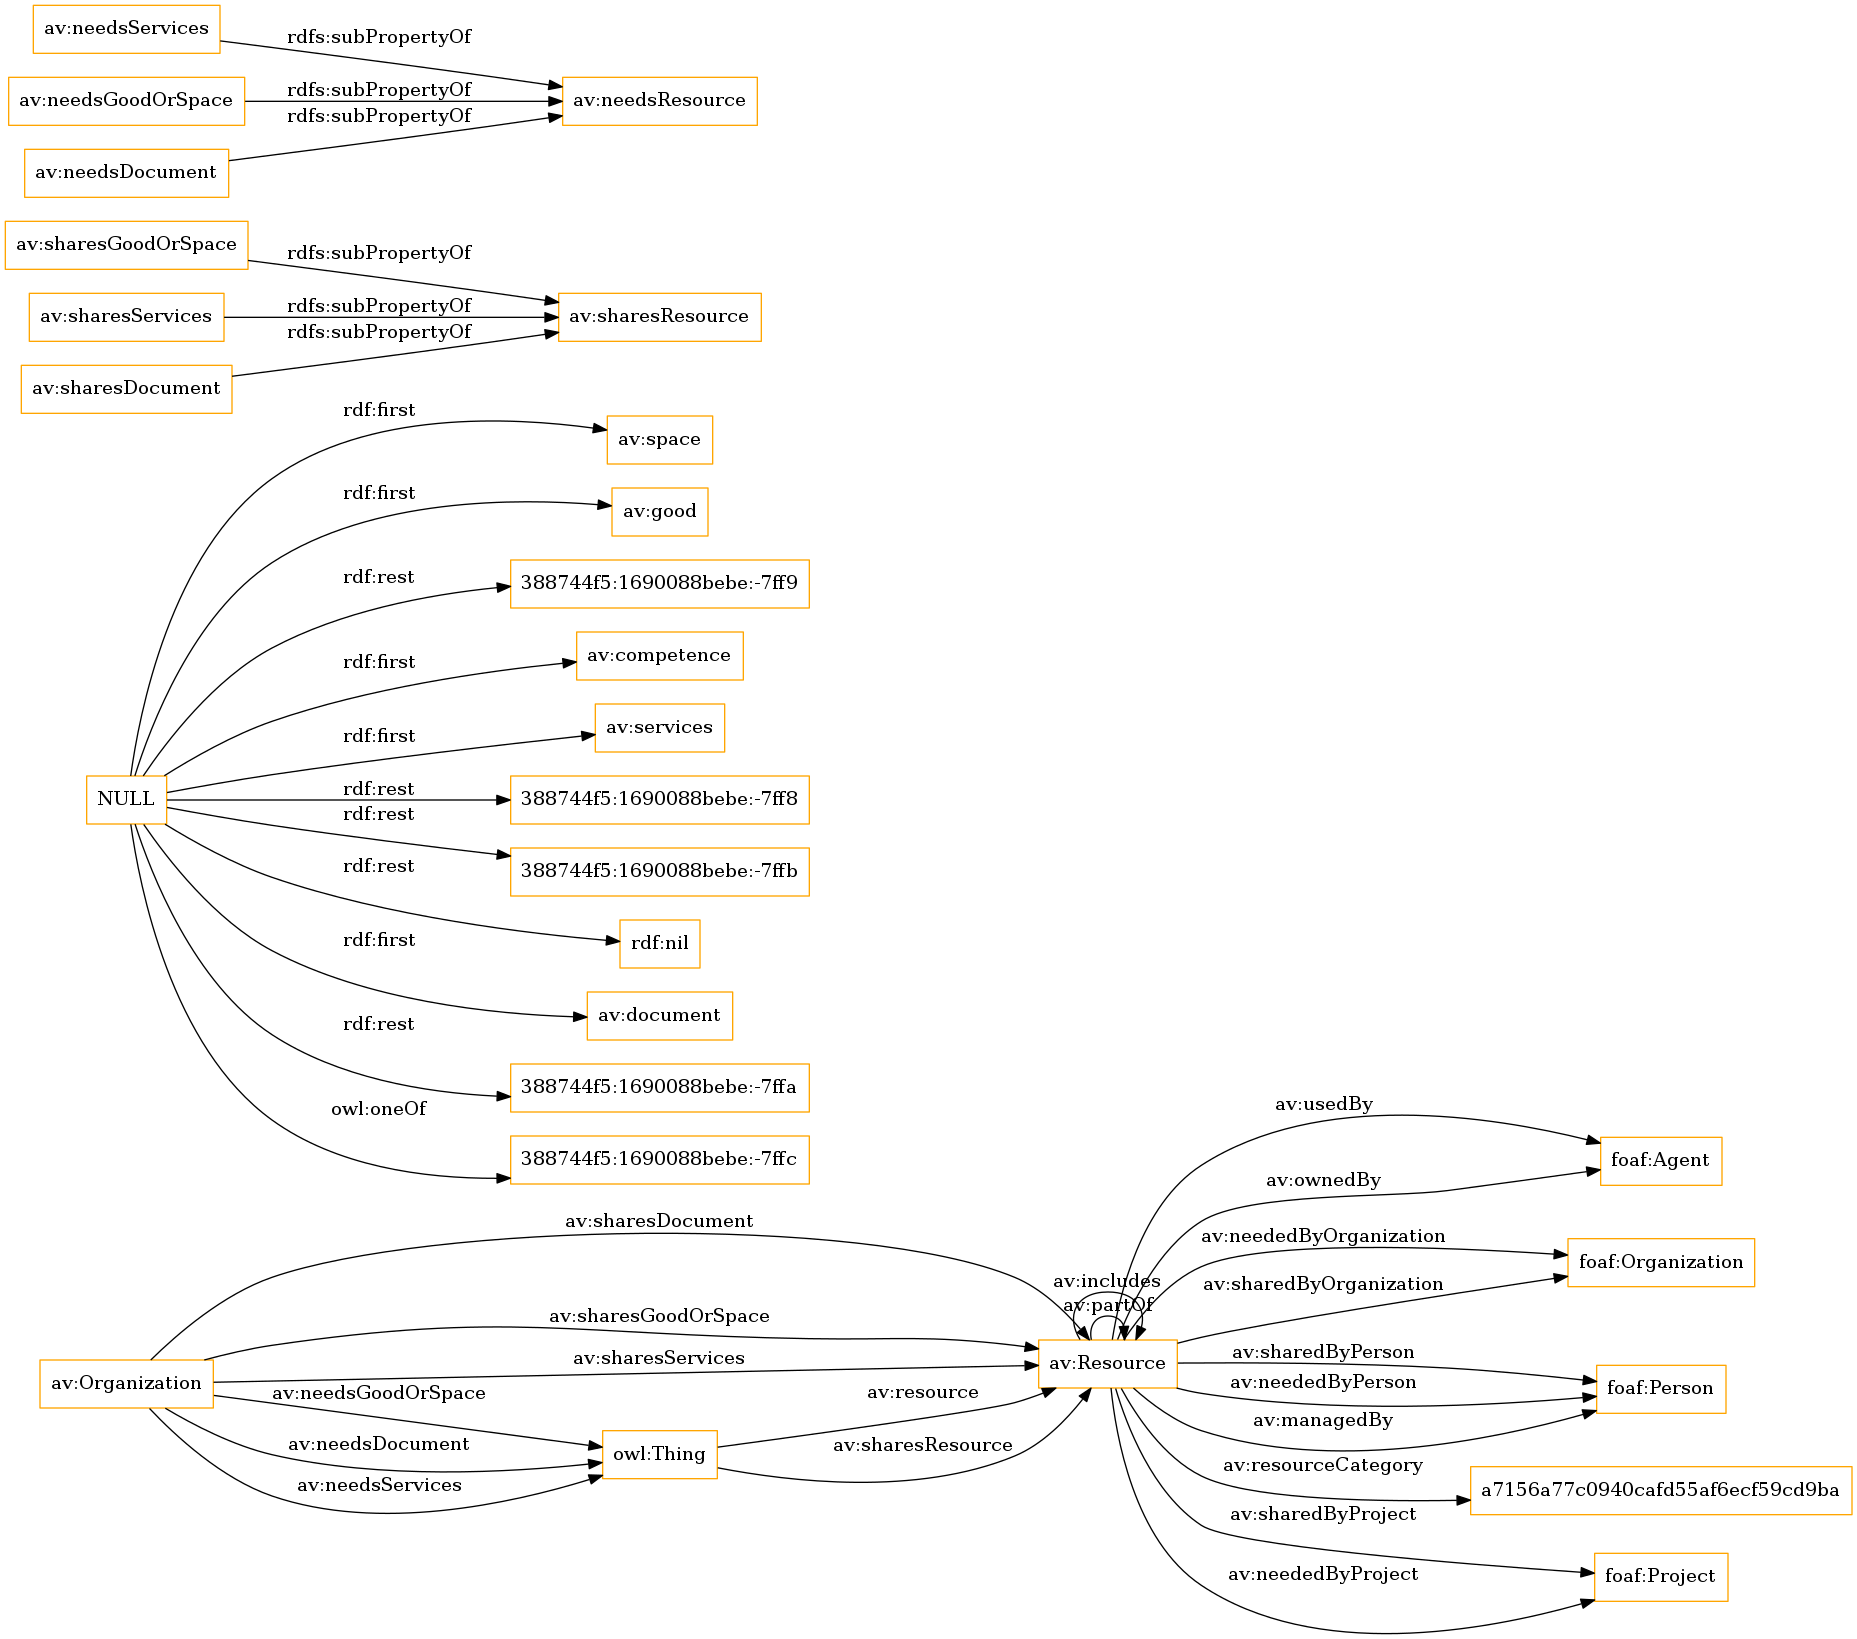 av:needsServices
rdfs:subPropertyOf
av:needsGoodOrSpace
rdfs:subPropertyOf
av:needsResource
rdfs:subPropertyOf
av:needsDocument
av:sharesGoodOrSpace
rdfs:subPropertyOf
av:sharesServices
rdfs:subPropertyOf
av:sharesResource
rdfs:subPropertyOf
av:sharesDocument
rdf:first
av:space
rdf:first
av:good
rdf:rest
388744f5:1690088bebe:-7ff9
rdf:first
av:competence
rdf:first
av:services
NULL
rdf:rest
388744f5:1690088bebe:-7ff8
rdf:rest
388744f5:1690088bebe:-7ffb
rdf:rest
rdf:nil
rdf:first
av:document
rdf:rest
388744f5:1690088bebe:-7ffa
owl:oneOf
388744f5:1690088bebe:-7ffc
av:usedBy
foaf:Agent
av:ownedBy
av:sharesDocument
av:neededByOrganization
foaf:Organization
av:includes
av:sharedByOrganization
av:partOf
av:sharesGoodOrSpace
av:sharesServices
av:Resource
av:sharedByPerson
av:Organization
av:needsGoodOrSpace
av:resource
av:neededByPerson
foaf:Person
av:managedBy
av:needsDocument
owl:Thing
av:sharesResource
av:resourceCategory
a7156a77c0940cafd55af6ecf59cd9ba
av:needsServices
av:sharedByProject
av:neededByProject
foaf:Project